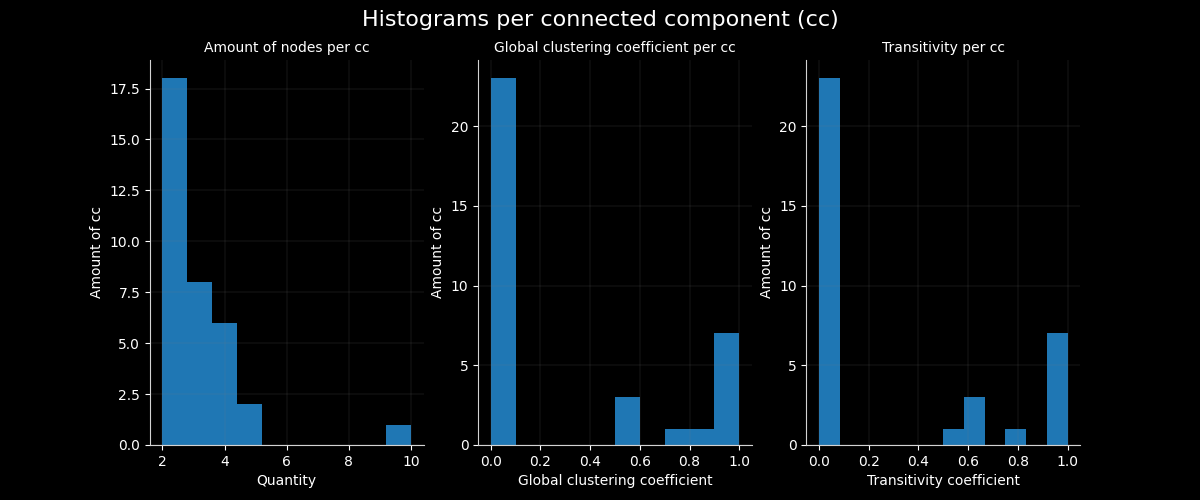 Histograms per connected component (cc)
Amount of nodes per cc
Amount of cc
17.5
15.0
12.5
10.0
7.5
5.0
2.5
0.0
2 4 6 8 10
Quantity
Global clustering coefficient per cc
Amount of cc
20
15
10
5
0
0.0 0.2 0.4 0.6 0.8 1.0
Global clustering coefficient
Transitivity per cc
Amount of cc
20
15
10
5
0
0.0 0.2 0.4 0.6 0.8 1.0
Transitivity coefficient